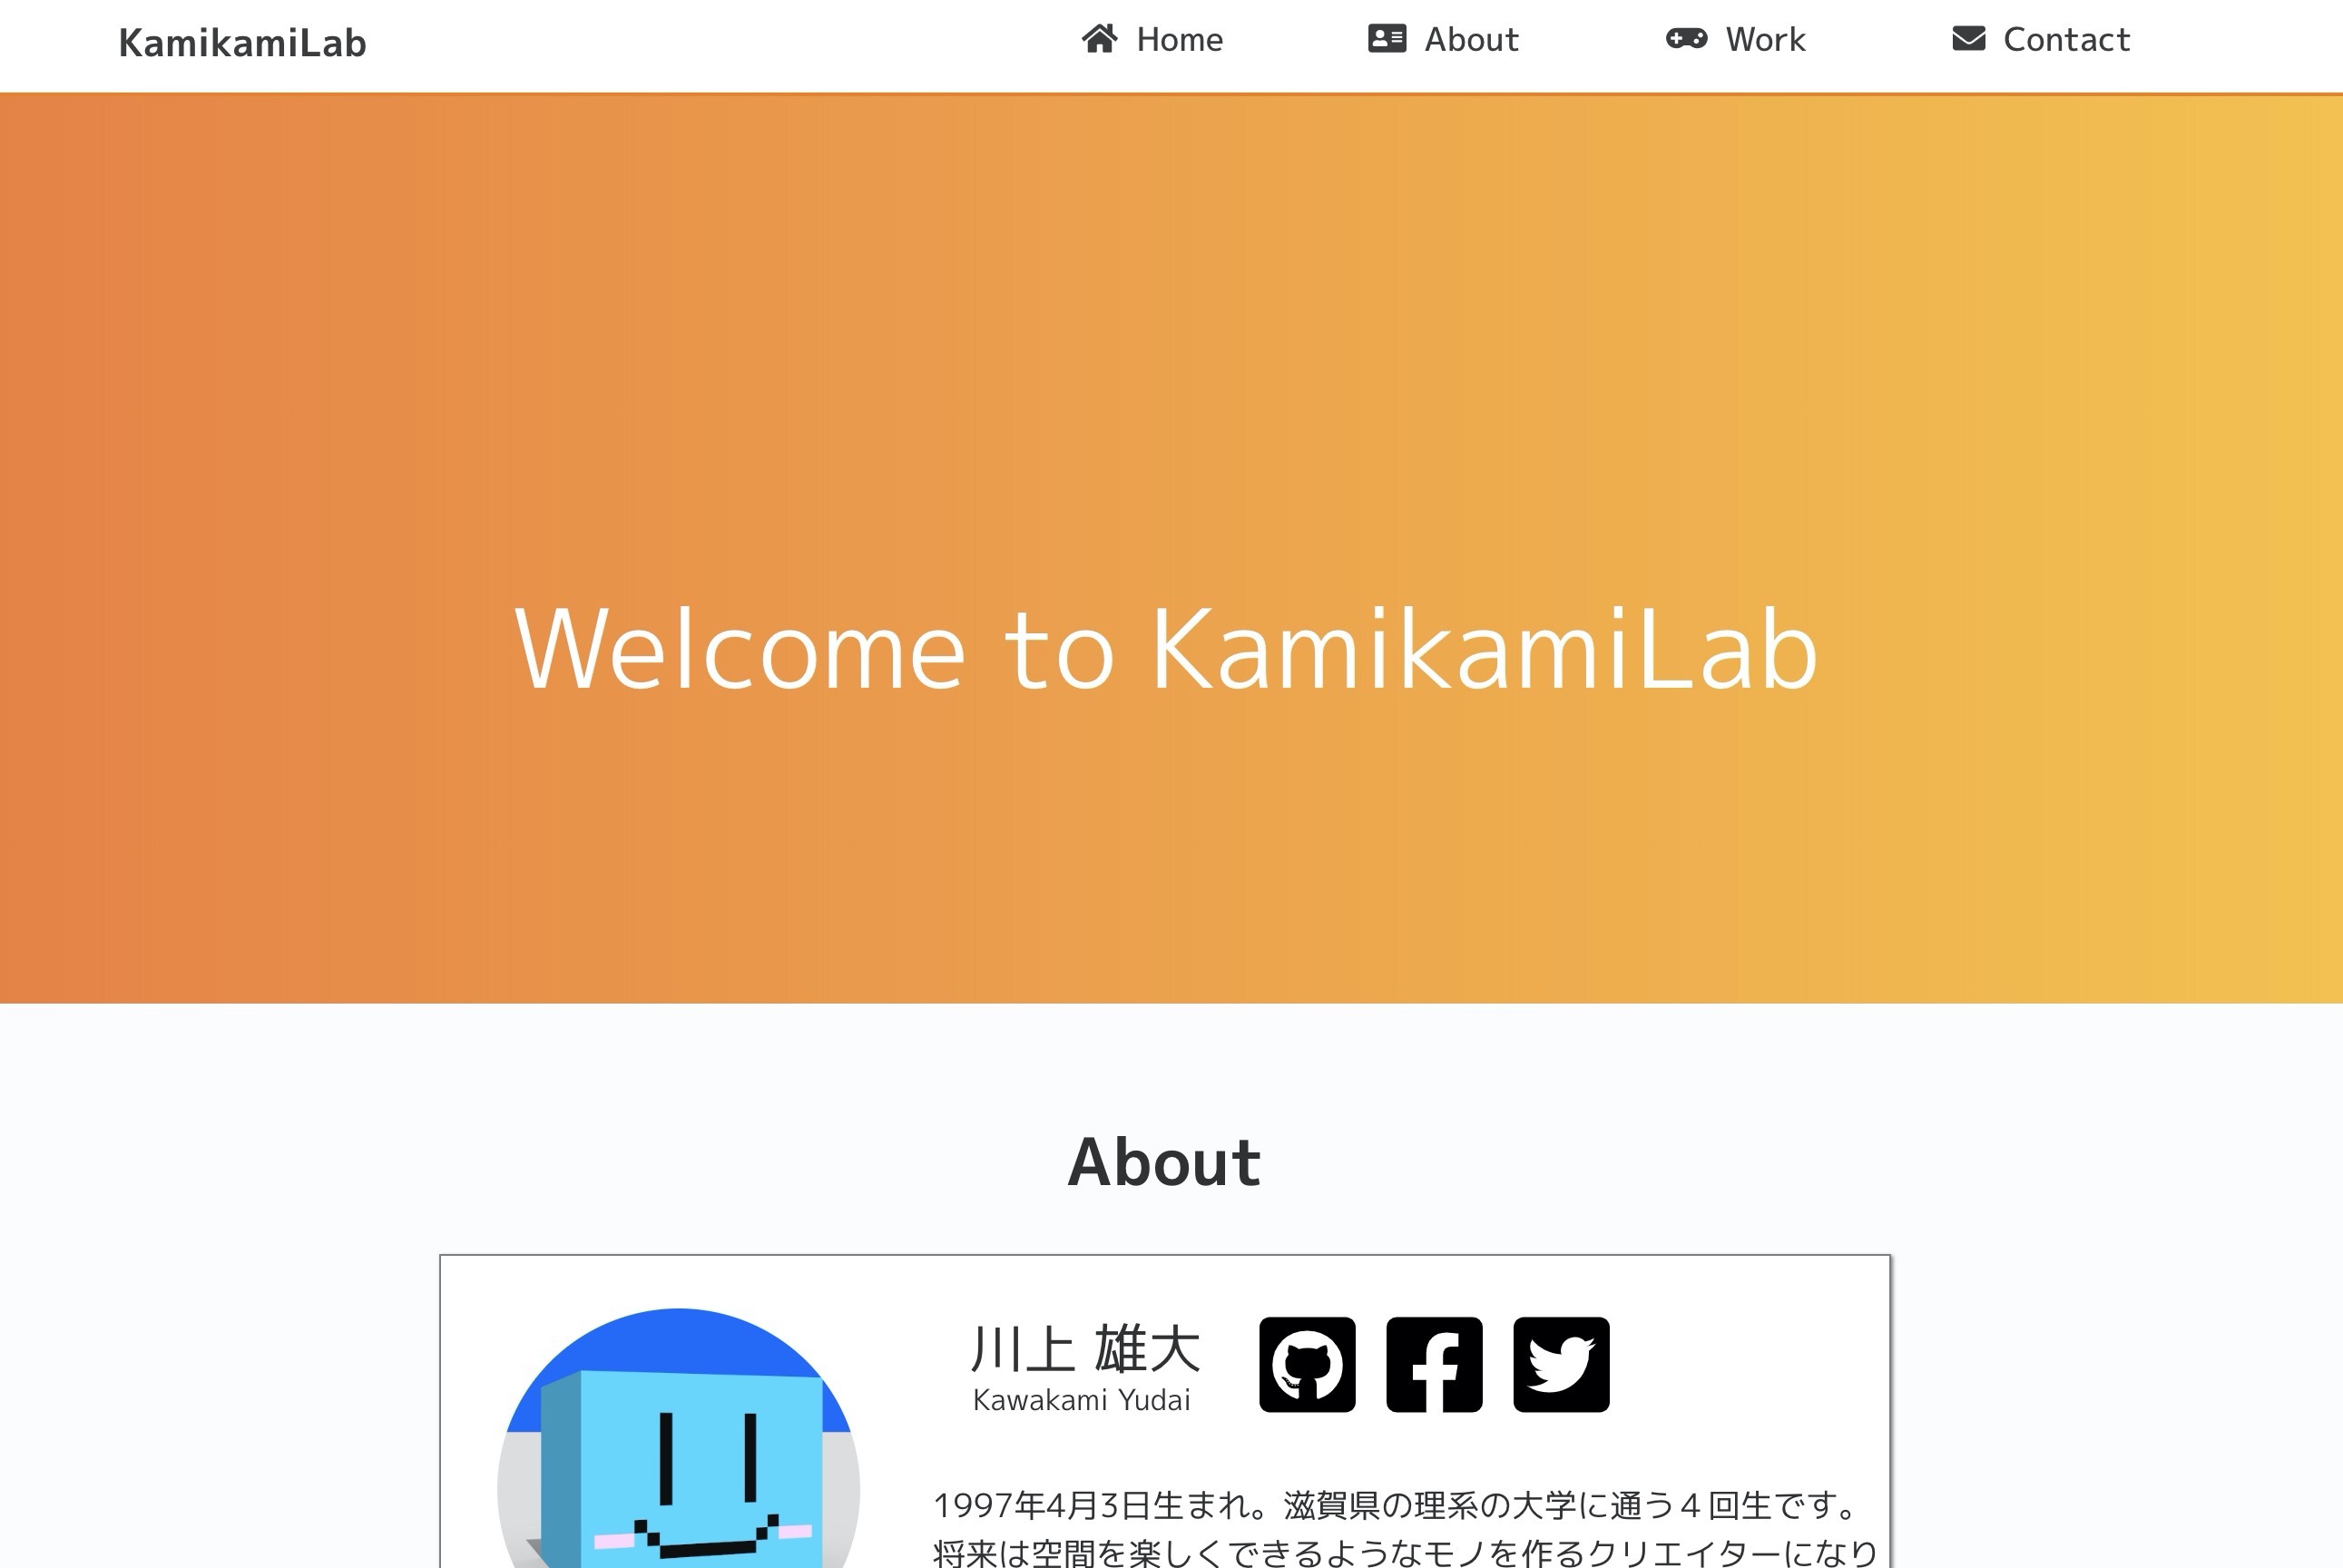 KamikamiLab
Home
About
Work
Contact
Welcome to KamikamiLab
About
川上 雄大
Kawakami Yudai
1997年4月3日生まれ。滋賀県の理系の大学に通う４回生です。
将来は空間を楽しくできるようなモノを作るクリエイターになり